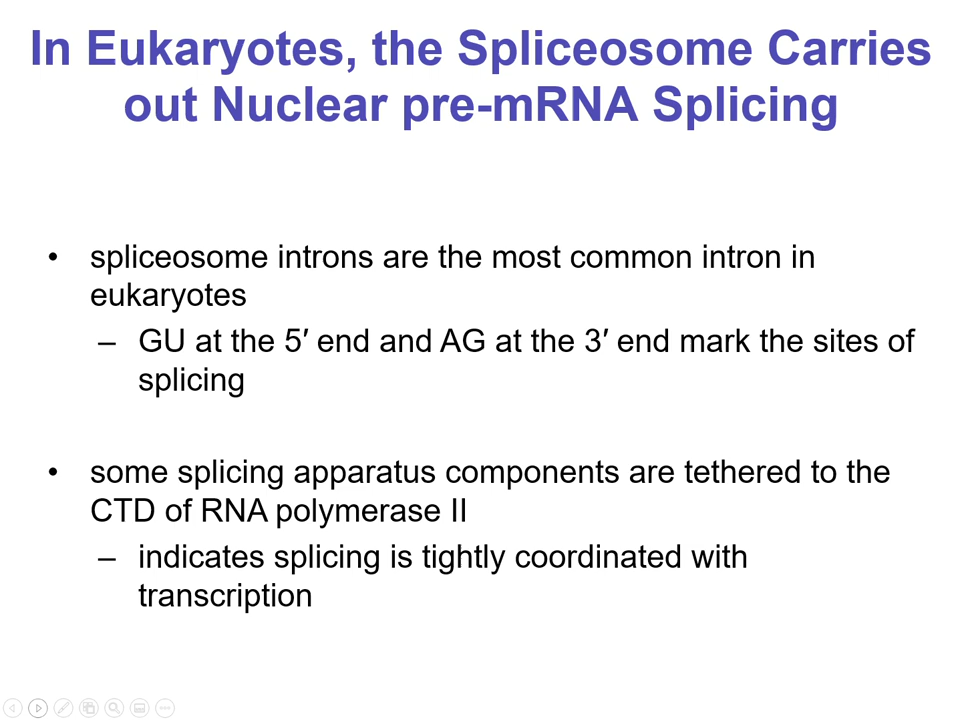 In Eukaryotes, the Spliceosome Carries
out Nuclear pre-mRNA Splicing
• spliceosome introns are the most common intron in
eukaryotes
– GU at the 5′ end and AG at the 3′ end mark the sites of
splicing
• some splicing apparatus components are tethered to the
CTD of RNA polymerase II
– indicates splicing is tightly coordinated with
transcription